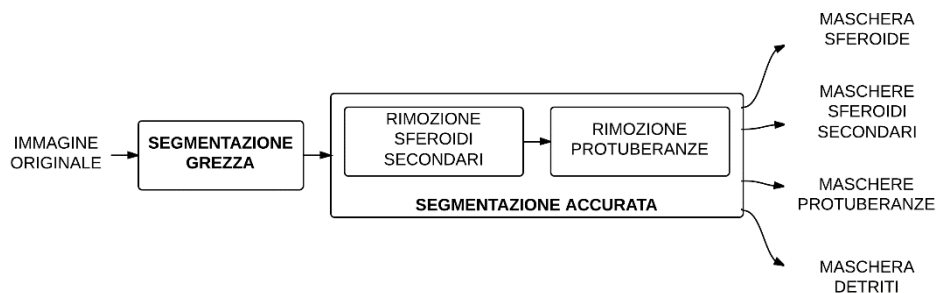 IMMAGINE
ORIGINALE
SEGMENTAZIONE
GREZZA
RIMOZIONE
SFEROIDI
SECONDARI
RIMOZIONE
PROTUBERANZE
SEGMENTAZIONE ACCURATA
MASCHERA
SFEROIDE
MASCHERE
SFEROIDI
SECONDARI
MASCHERE
PROTUBERANZE
MASCHERA
DETRITI